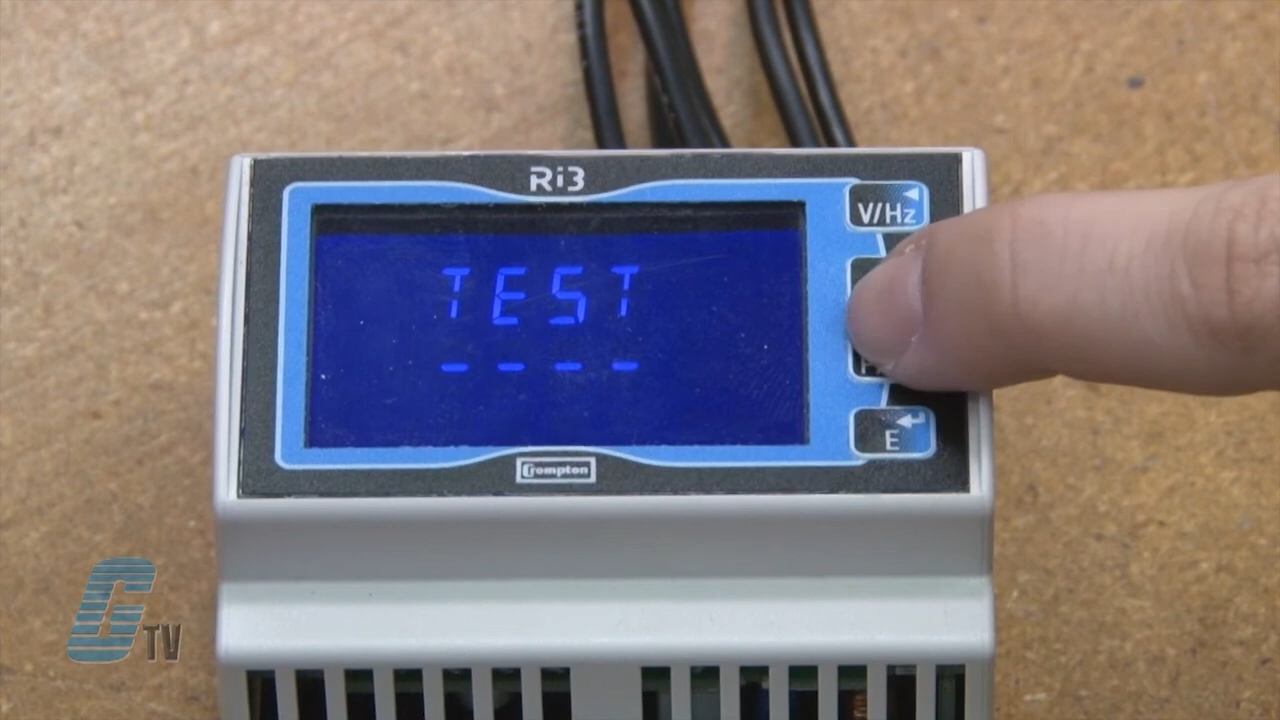 Ri3
V/Hz
TEST
----
E
Crompton
G TV